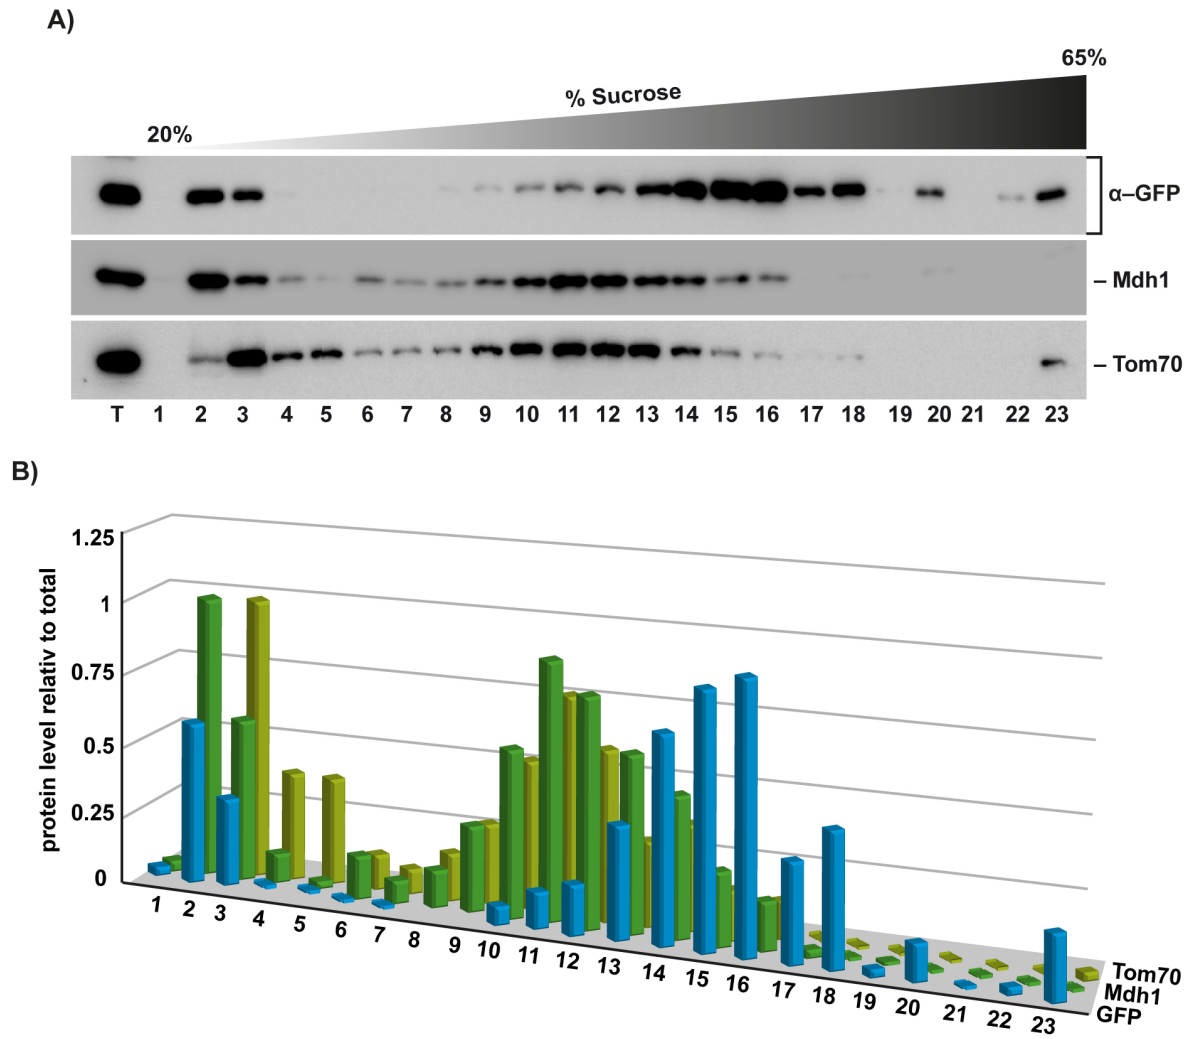 A)
65%
% Sucrose
20%
α–GFP
– Mdh1
– Tom70
T 1 2 3 4 5 6 7 8 9 10 11 12 13 14 15 16 17 18 19 20 21 22 23
B)
1.25
1
0.75
0.5
0.25
0
protein level relativ to total
1 2 3 4 5 6 7 8 9 10 11 12 13 14 15 16 17 18 19 20 21 22 23
Tom70
Mdh1
GFP